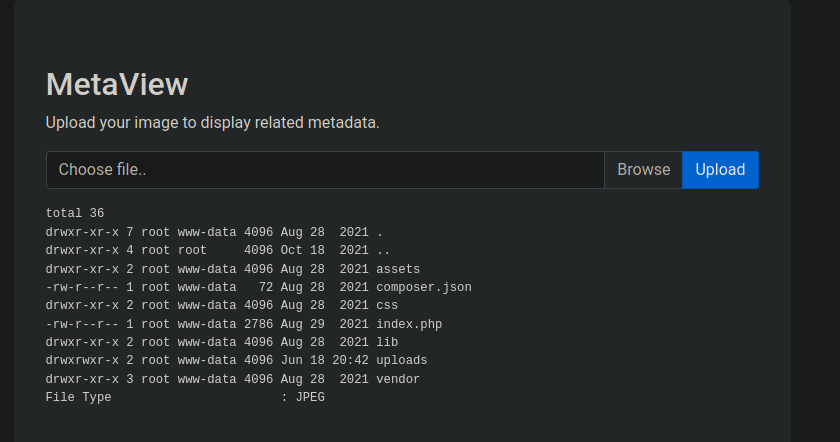 MetaView
Upload your image to display related metadata.
Choose file.. Browse Upload
total 36
drwxr-xr-x 7 root www-data 4096 Aug 28  2021 .
drwxr-xr-x 4 root root     4096 Oct 18  2021 ..
drwxr-xr-x 2 root www-data 4096 Aug 28  2021 assets
-rw-r--r-- 1 root www-data   72 Aug 28  2021 composer.json
drwxr-xr-x 2 root www-data 4096 Aug 28  2021 css
-rw-r--r-- 1 root www-data 2786 Aug 29  2021 index.php
drwxr-xr-x 2 root www-data 4096 Aug 28  2021 lib
drwxrwxr-x 2 root www-data 4096 Jun 18 20:42 uploads
drwxr-xr-x 3 root www-data 4096 Aug 28  2021 vendor
File Type                       : JPEG